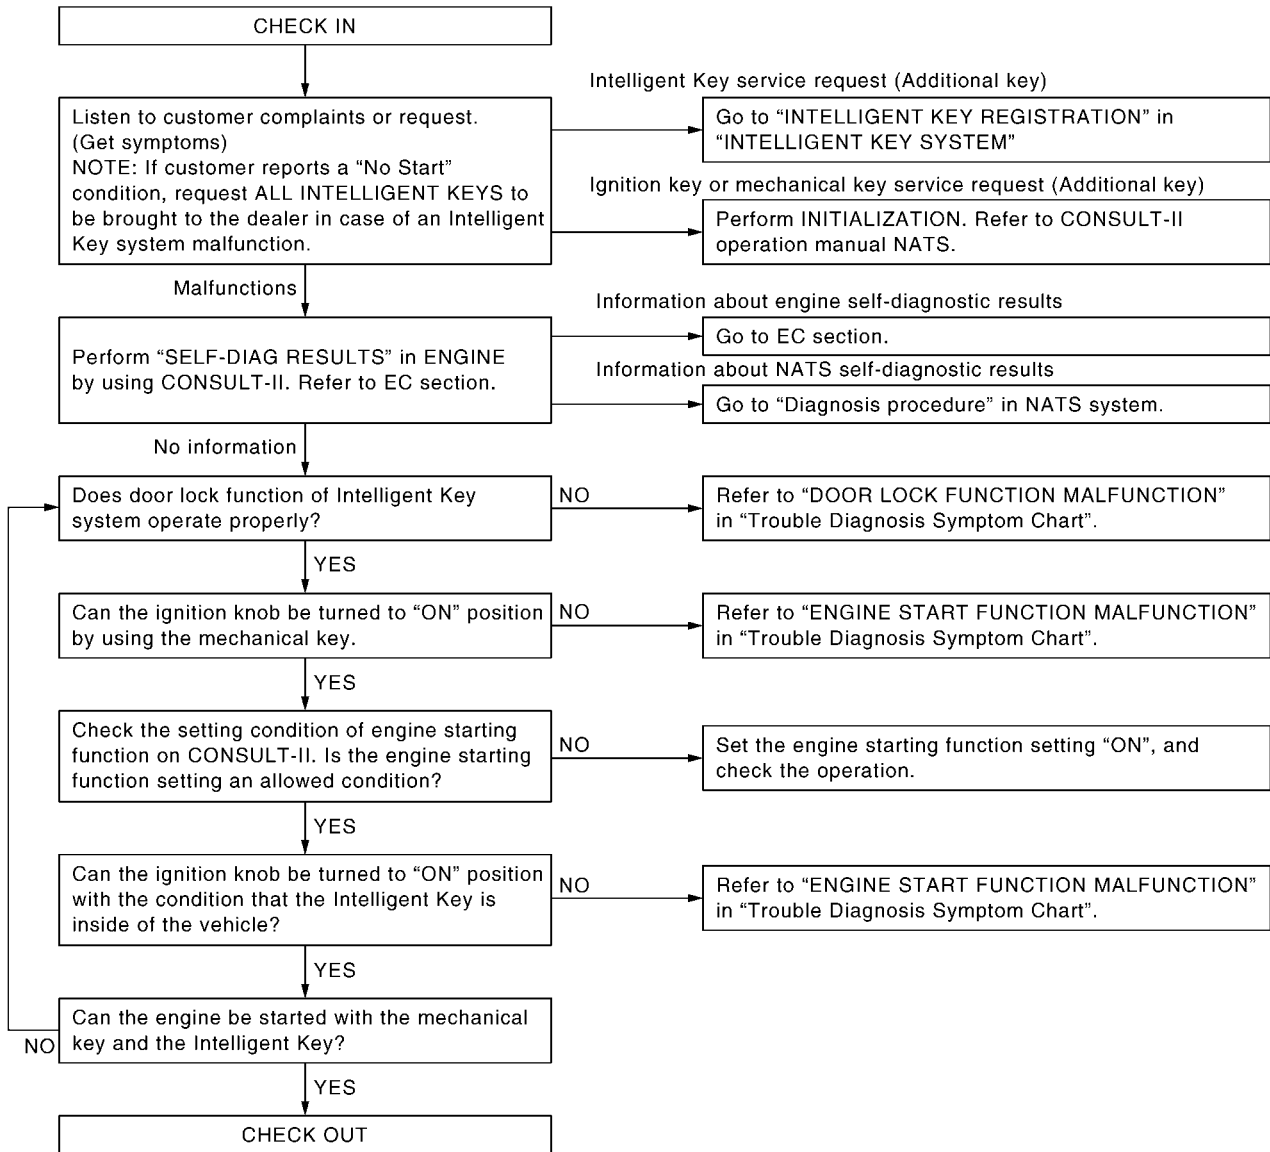 CHECK IN
Intelligent Key service request (Additional key)
Listen to customer complaints or request.
(Get symptoms)
NOTE: If customer reports a “No Start”
condition, request ALL INTELLIGENT KEYS to
be brought to the dealer in case of an Intelligent
Key system malfunction.
Go to “INTELLIGENT KEY REGISTRATION” in
“INTELLIGENT KEY SYSTEM”
Ignition key or mechanical key service request (Additional key)
Perform INITIALIZATION. Refer to CONSULT-II
operation manual NATS.
Malfunctions
Information about engine self-diagnostic results
Perform “SELF-DIAG RESULTS” in ENGINE
by using CONSULT-II. Refer to EC section.
Go to EC section.
Information about NATS self-diagnostic results
Go to “Diagnosis procedure” in NATS system.
No information
Does door lock function of Intelligent Key
system operate properly?
NO
Refer to “DOOR LOCK FUNCTION MALFUNCTION”
in “Trouble Diagnosis Symptom Chart”.
YES
Can the ignition knob be turned to “ON” position
by using the mechanical key.
NO
Refer to “ENGINE START FUNCTION MALFUNCTION”
in “Trouble Diagnosis Symptom Chart”.
YES
Check the setting condition of engine starting
function on CONSULT-II. Is the engine starting
function setting an allowed condition?
NO
Set the engine starting function setting “ON”, and
check the operation.
YES
Can the ignition knob be turned to “ON” position
with the condition that the Intelligent Key is
inside of the vehicle?
NO
Refer to “ENGINE START FUNCTION MALFUNCTION”
in “Trouble Diagnosis Symptom Chart”.
YES
Can the engine be started with the mechanical
key and the Intelligent Key?
NO
YES
CHECK OUT